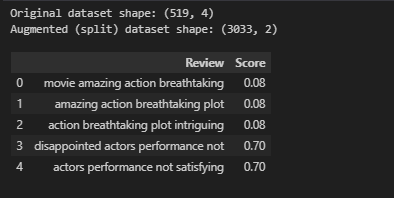 Original dataset shape: (519, 4)
Augmented (split) dataset shape: (3033, 2)
Review Score
0 movie amazing action breathtaking 0.08
1 amazing action breathtaking plot 0.08
2 action breathtaking plot intriguing 0.08
3 disappointed actors performance not 0.70
4 actors performance not satisfying 0.70